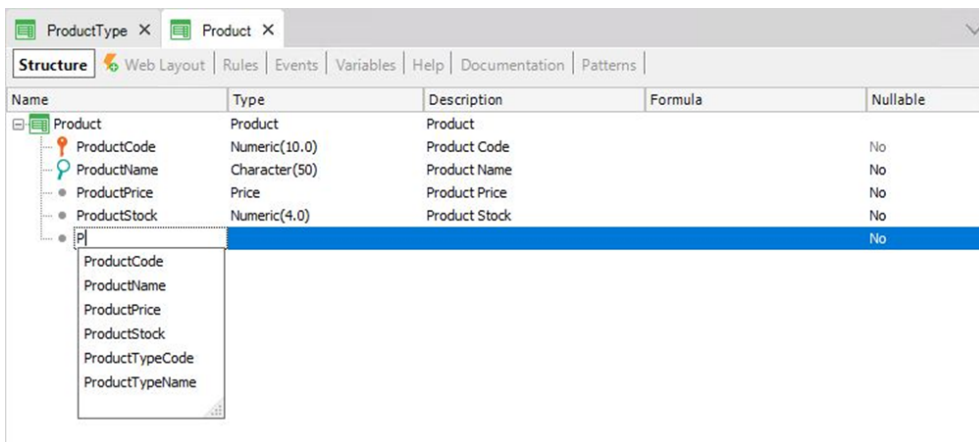 ProductType Product
Structure Web Layout Rules Events Variables Help Documentation Patterns
Name Type Description Formula Nullable
Product Product Product
ProductCode Numeric(10.0) Product Code No
ProductName Character(50) Product Name No
ProductPrice Price Product Price No
ProductStock Numeric(4.0) Product Stock No
P No
ProductCode
ProductName
ProductPrice
ProductStock
ProductTypeCode
ProductTypeName